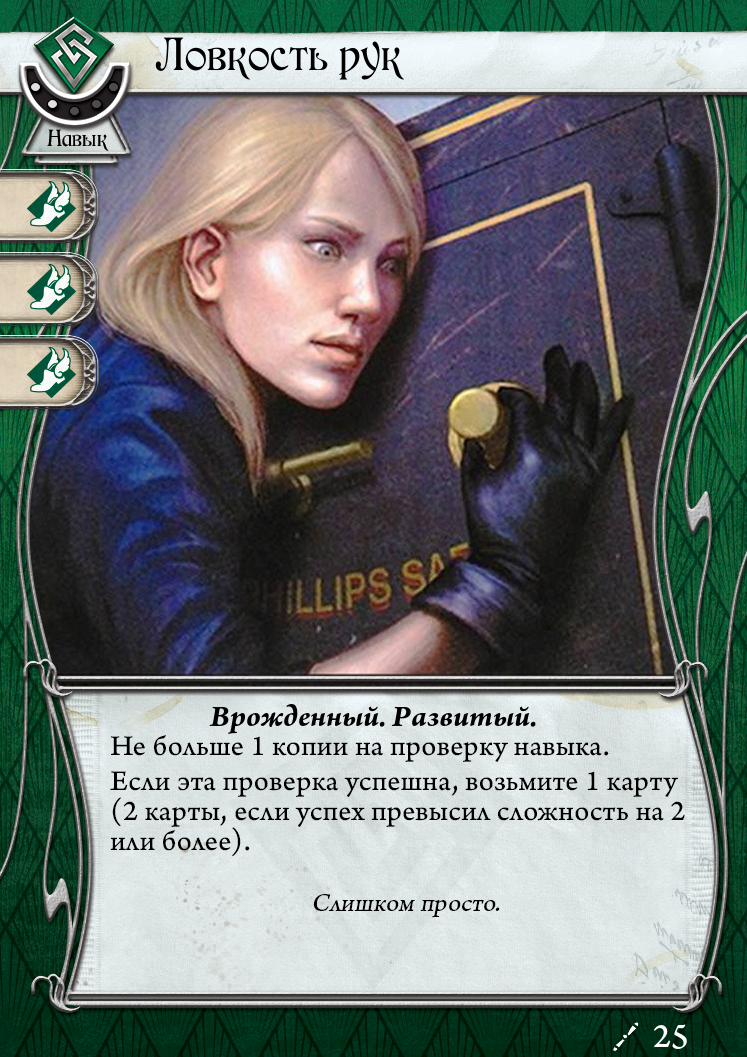 Ловкость рук
Навык
PHILLIPS SA
Врожденный. Развитый.
Не больше 1 копии на проверку навыка.
Если эта проверка успешна, возьмите 1 карту
(2 карты, если успех превысил сложность на 2
или более).
Слишком просто.
25